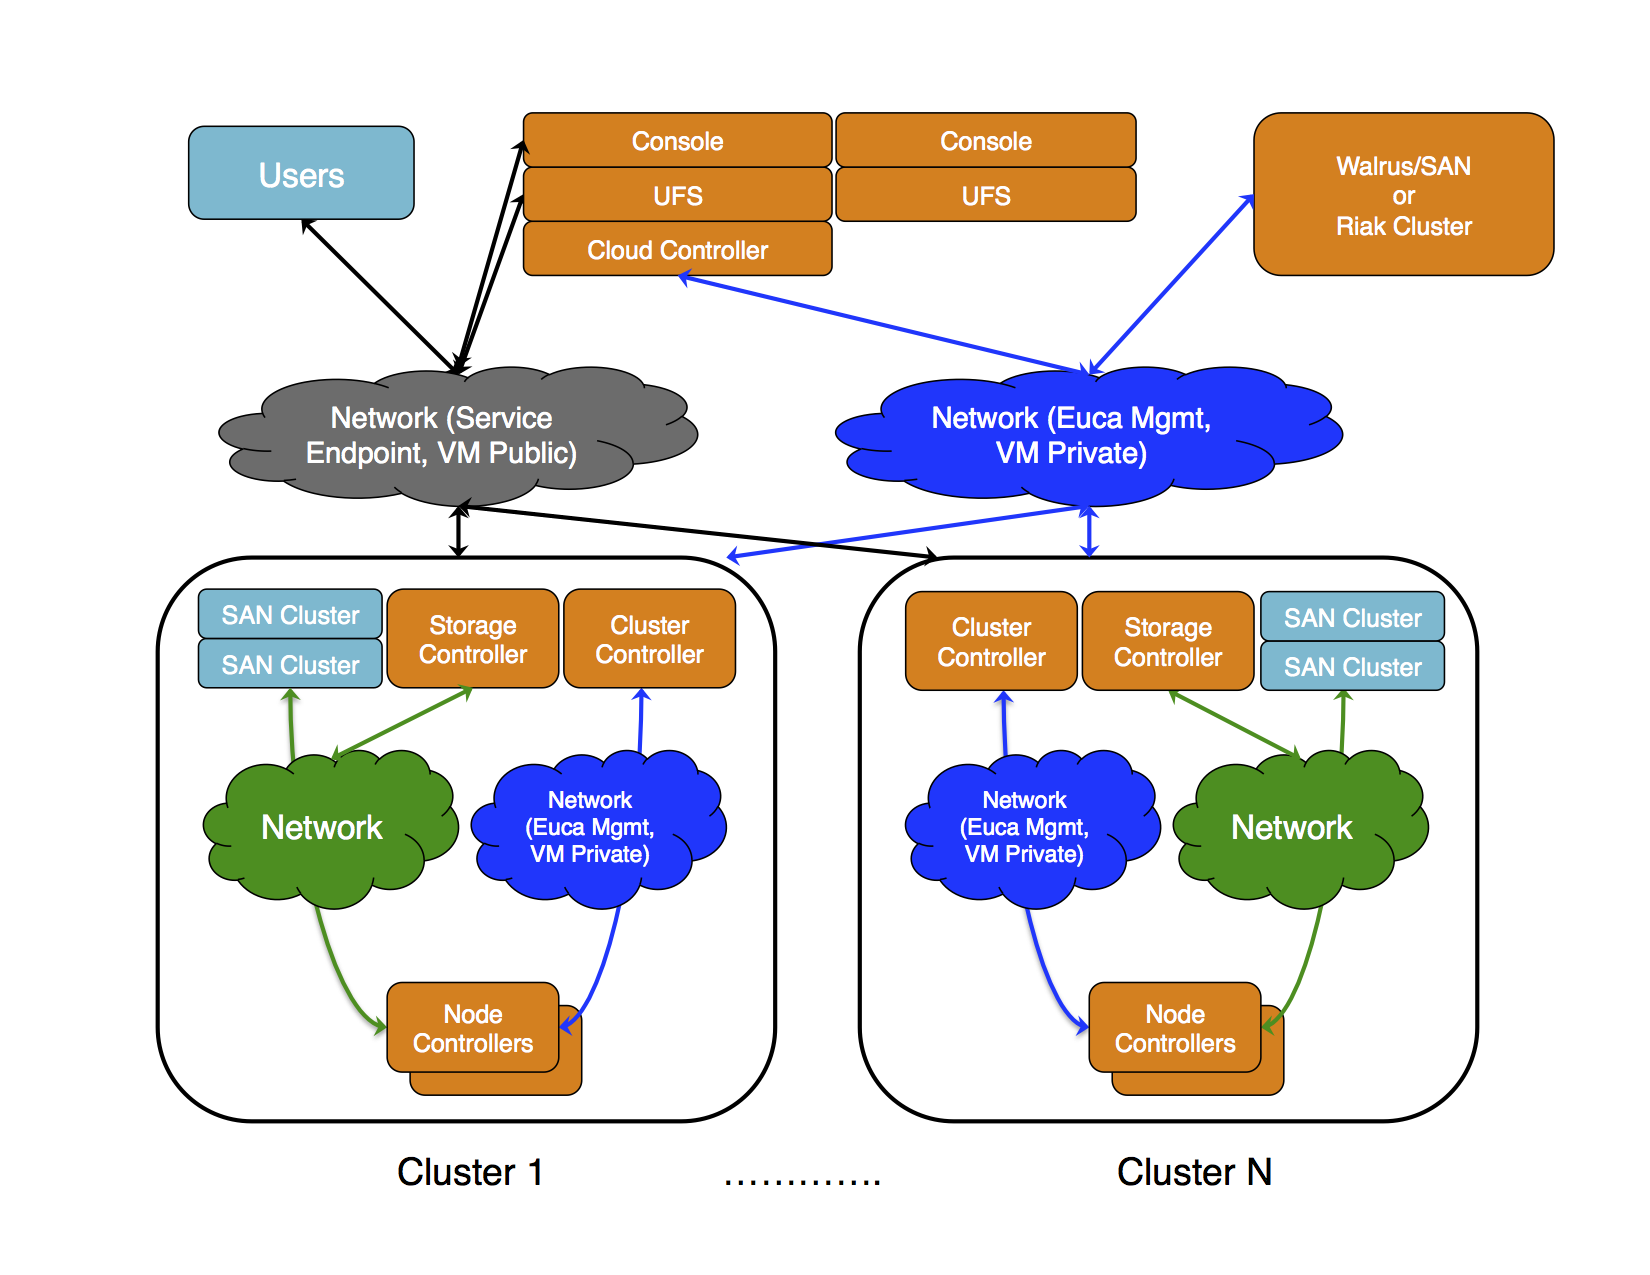 Users
Console
Console
UFS
UFS
Cloud Controller
Walrus/SAN
or
Riak Cluster
Network (Service
Endpoint, VM Public)
Network (Euca Mgmt,
VM Private)
SAN Cluster
SAN Cluster
Storage
Controller
Cluster
Controller
Network
Network
(Euca Mgmt,
VM Private)
Node
Controllers
Cluster
Controller
Storage
Controller
SAN Cluster
SAN Cluster
Network
(Euca Mgmt,
VM Private)
Network
Node
Controllers
Cluster 1
.............
Cluster N